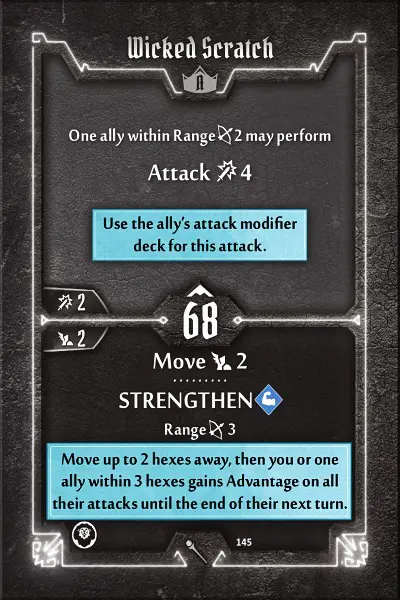 Wicked Scratch
A
One ally within Range 2 may perform
Attack 4
Use the ally's attack modifier
deck for this attack.
2
68
2
Move 2
STRENGTHEN
Range 3
Move up to 2 hexes away, then you or one
ally within 3 hexes gains Advantage on all
their attacks until the end of their next turn.
145